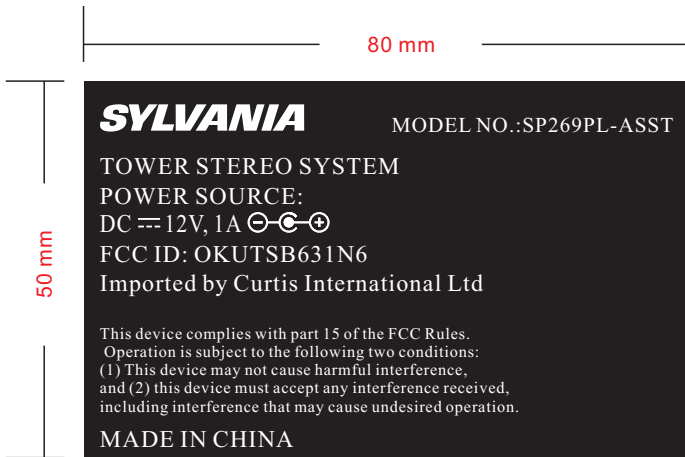 80 mm
SYLVANIA
MODEL NO.:SP269PL-ASST
TOWER STEREO SYSTEM
POWER SOURCE:
DC 12V, 1A
FCC ID: OKUTSB631N6
Imported by Curtis International Ltd
50 mm
This device complies with part 15 of the FCC Rules.
Operation is subject to the following two conditions:
(1) This device may not cause harmful interference,
and (2) this device must accept any interference received,
including interference that may cause undesired operation.
MADE IN CHINA